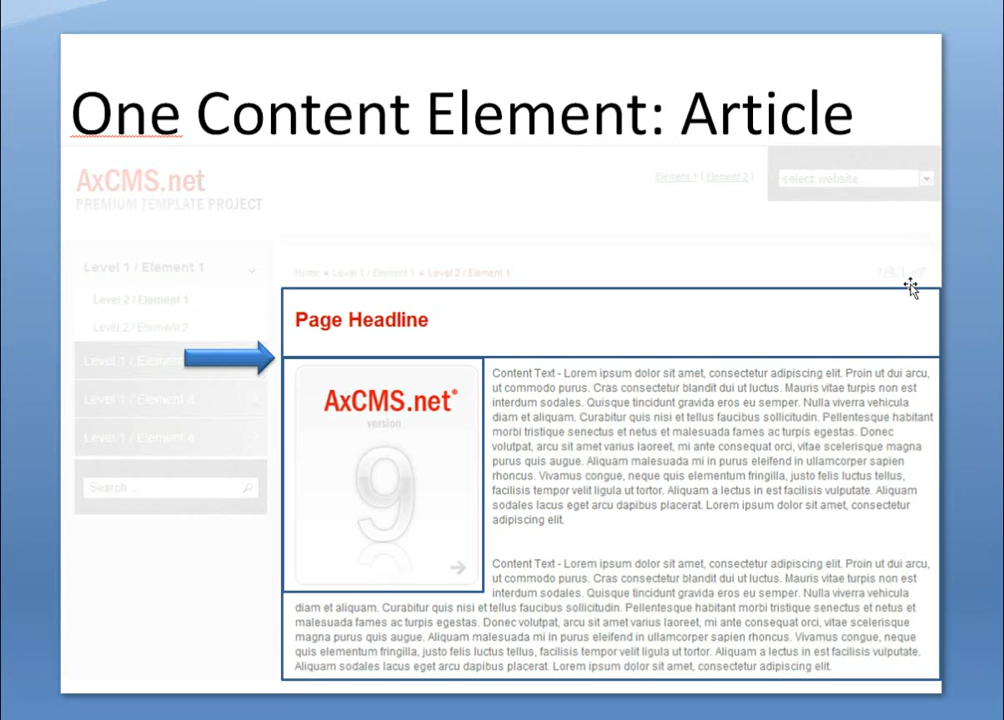 One Content Element: Article
AxCMS.net
PREMIUM TEMPLATE PROJECT
Element 1 | Element 2 |
select website...
Level 1 / Element 1
Level 2 / Element 1
Level 2 / Element 2
Level 1 / Element
Level 1 / Element 3
Level 1 / Element 4
Search ...
Home » Level 1 / Element 1 » Level 2 / Element 1
Page Headline
AxCMS.net®
version
9
Content Text - Lorem ipsum dolor sit amet, consectetur adipiscing elit. Proin ut dui arcu,
ut commodo purus. Cras consectetur blandit dui ut luctus. Mauris vitae turpis non est
interdum sodales. Quisque tincidunt gravida eros eu semper. Nulla viverra vehicula
diam et aliquam. Curabitur quis nisi et tellus faucibus sollicitudin. Pellentesque habitant
morbi tristique senectus et netus et malesuada fames ac turpis egestas. Donec
volutpat, arcu sit amet varius laoreet, mi ante consequat orci, vitae scelerisque magna
purus quis augue. Aliquam malesuada mi in purus eleifend in ullamcorper sapien
rhoncus. Vivamus congue, neque quis elementum fringilla, justo felis luctus tellus,
facilisis tempor velit ligula ut tortor. Aliquam a lectus in est facilisis vulputate. Aliquam
sodales lacus eget arcu dapibus placerat. Lorem ipsum dolor sit amet, consectetur
adipiscing elit.
Content Text - Lorem ipsum dolor sit amet, consectetur adipiscing elit. Proin ut dui arcu,
ut commodo purus. Cras consectetur blandit dui ut luctus. Mauris vitae turpis non est
interdum sodales. Quisque tincidunt gravida eros eu semper. Nulla viverra vehicula
diam et aliquam. Curabitur quis nisi et tellus faucibus sollicitudin. Pellentesque habitant morbi tristique senectus et netus et
malesuada fames ac turpis egestas. Donec volutpat, arcu sit amet varius laoreet, mi ante consequat orci, vitae scelerisque
magna purus quis augue. Aliquam malesuada mi in purus eleifend in ullamcorper sapien rhoncus. Vivamus congue, neque
quis elementum fringilla, justo felis luctus tellus, facilisis tempor velit ligula ut tortor. Aliquam a lectus in est facilisis vulputate.
Aliquam sodales lacus eget arcu dapibus placerat. Lorem ipsum dolor sit amet, consectetur adipiscing elit.